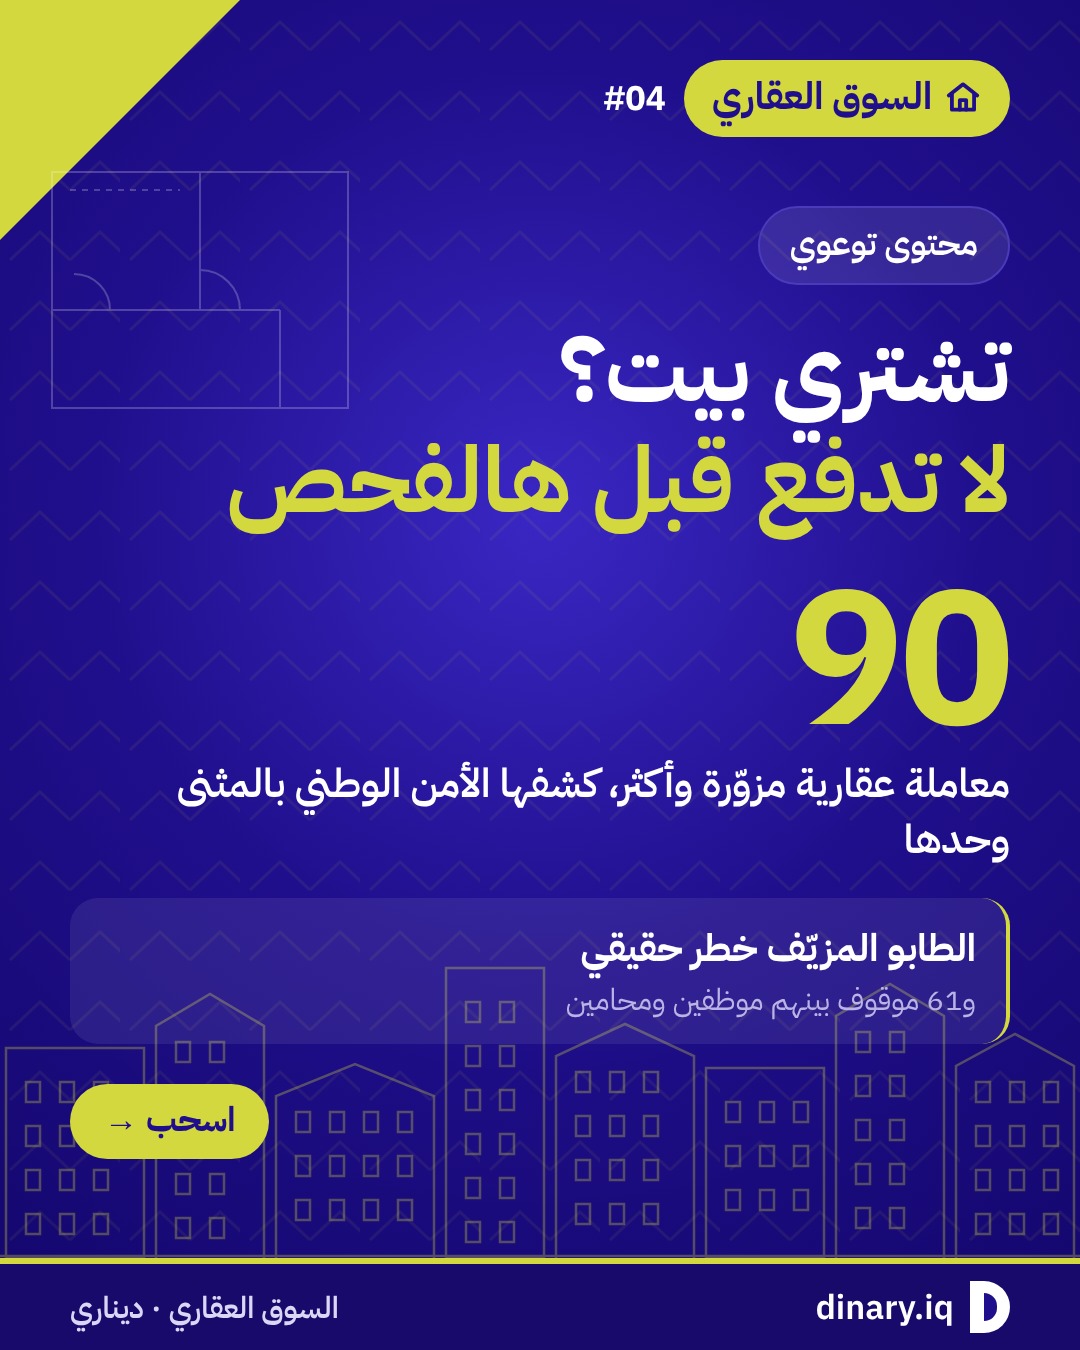 السوق العقاري #04
محتوى توعوي
تشتري بيت؟
لا تدفع قبل هالفحص
90
معاملة عقارية مزوّرة وأكثر، كشفها الأمن الوطني بالمثنى
وحدها
الطابو المزيّف خطر حقيقي
و61 موقوف بينهم موظفين ومحامين
اسحب →
dinary.iq
السوق العقاري · ديناري